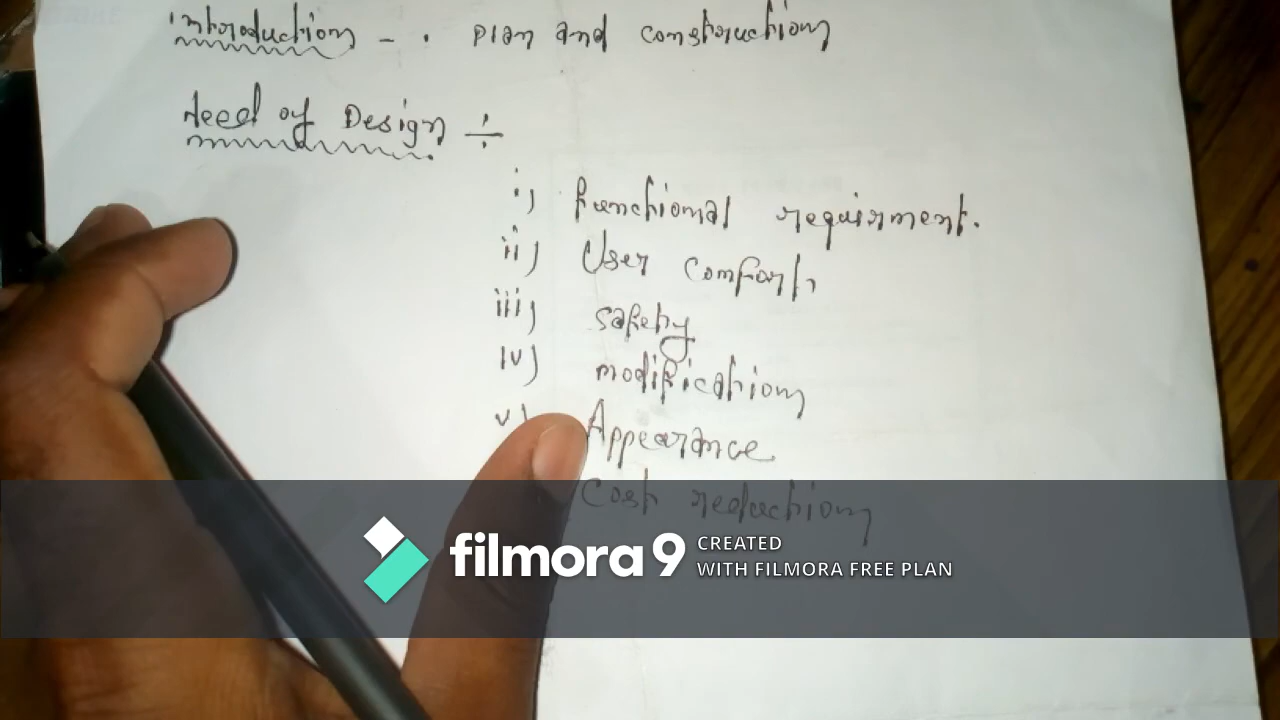 introduction - . plan and construction
Need of Design ÷
i) functional requirment.
ii) User comfort,
iii) safety
iv) modification
v) Appearance
Cost reduction
filmora 9 CREATED
WITH FILMORA FREE PLAN